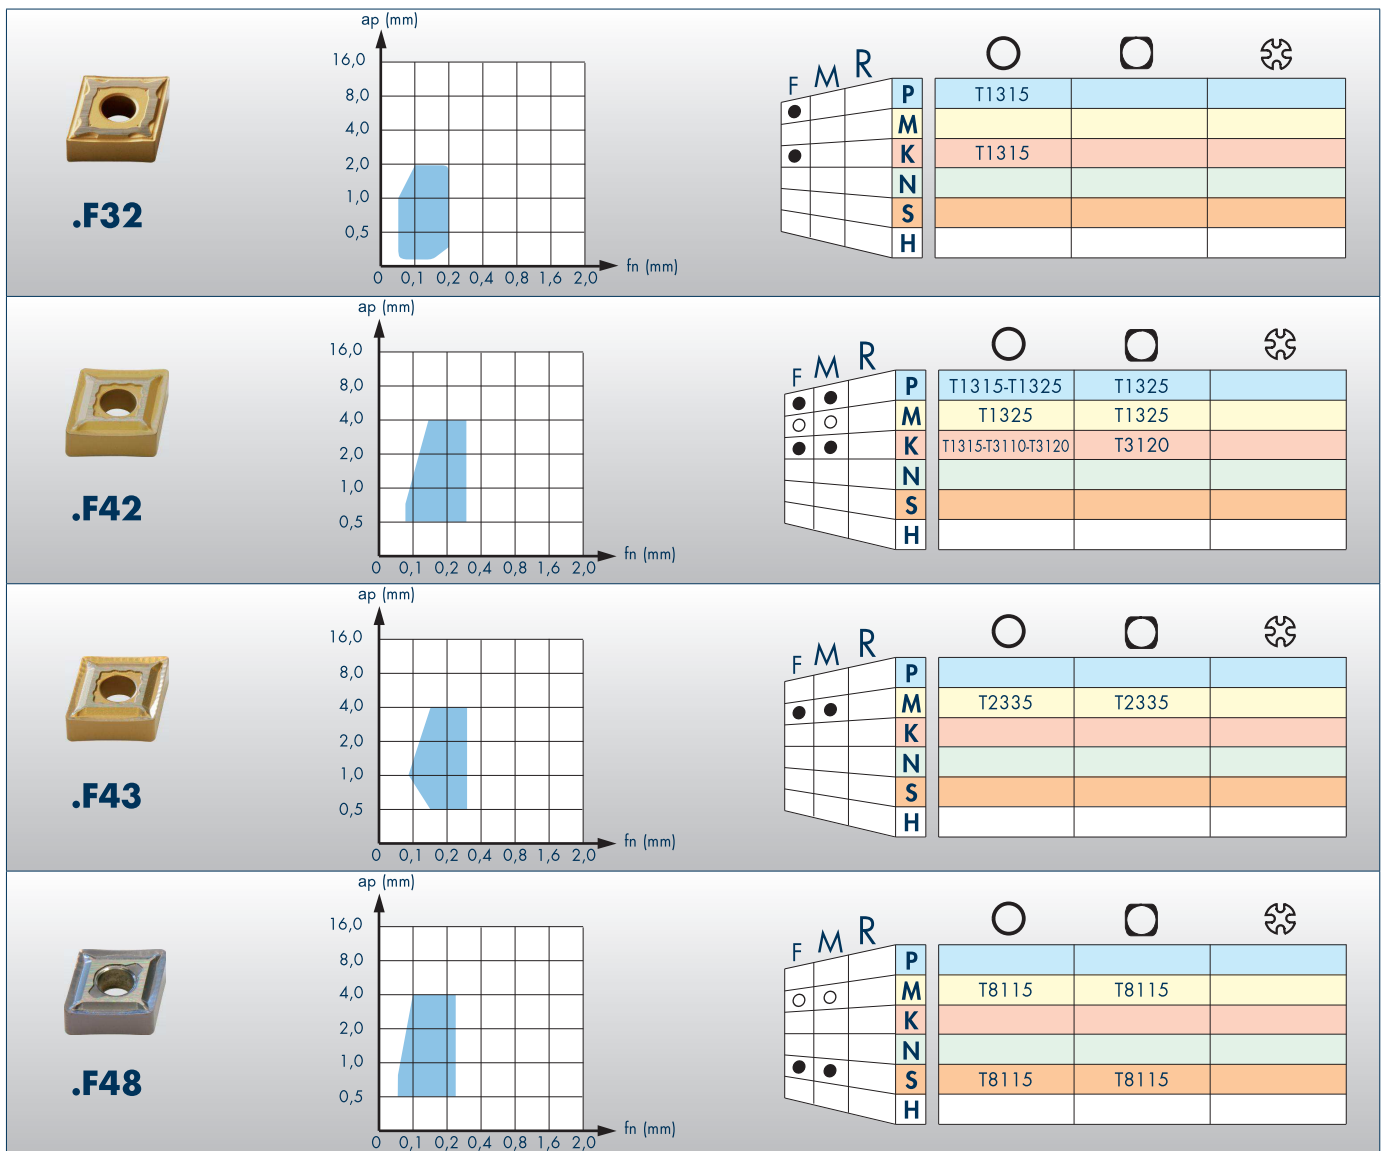 ap (mm)
16,0
8,0
4,0
2,0
1,0
0,5
0 0,1 0,2 0,4 0,8 1,6 2,0
fn (mm)
.F32
F M R
P T1315
M
K T1315
N
S
H
ap (mm)
16,0
8,0
4,0
2,0
1,0
0,5
0 0,1 0,2 0,4 0,8 1,6 2,0
fn (mm)
.F42
F M R
P T1315-T1325 T1325
M T1325 T1325
K T1315-T3110-T3120 T3120
N
S
H
ap (mm)
16,0
8,0
4,0
2,0
1,0
0,5
0 0,1 0,2 0,4 0,8 1,6 2,0
fn (mm)
.F43
F M R
P
M T2335 T2335
K
N
S
H
ap (mm)
16,0
8,0
4,0
2,0
1,0
0,5
0 0,1 0,2 0,4 0,8 1,6 2,0
fn (mm)
.F48
F M R
P
M T8115 T8115
K
N
S T8115 T8115
H